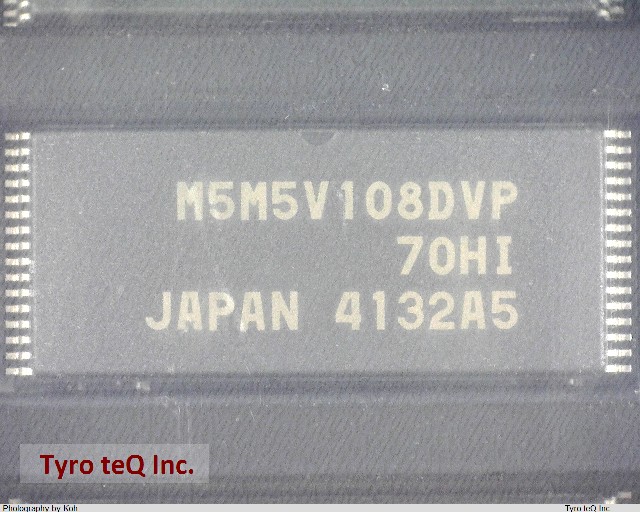 M5M5V108DVP
70HI
JAPAN 4132A5
Tyro teQ Inc.
Photography by Koh
Tyro teQ Inc